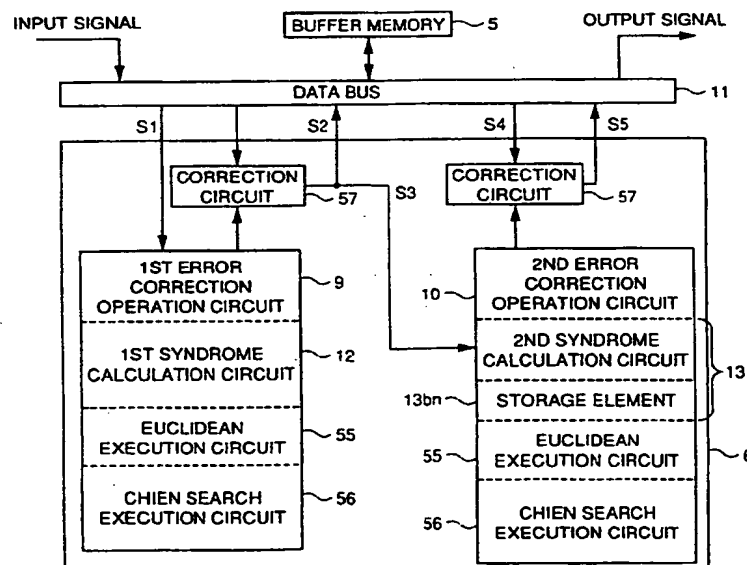 INPUT SIGNAL
BUFFER MEMORY
5
OUTPUT SIGNAL
DATA BUS
11
S1
S2
S4
S5
CORRECTION
CIRCUIT
57
S3
CORRECTION
CIRCUIT
57
1ST ERROR
CORRECTION
OPERATION CIRCUIT
9
1ST SYNDROME
CALCULATION CIRCUIT
12
EUCLIDEAN
EXECUTION CIRCUIT
55
CHIEN SEARCH
EXECUTION CIRCUIT
56
10
2ND ERROR
CORRECTION
OPERATION CIRCUIT
2ND SYNDROME
CALCULATION CIRCUIT
13
13bn
STORAGE ELEMENT
55
EUCLIDEAN
EXECUTION CIRCUIT
6
56
CHIEN SEARCH
EXECUTION CIRCUIT